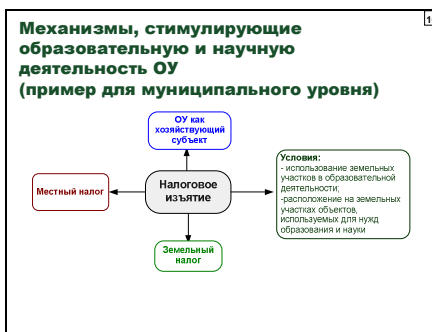 Механизмы, стимулирующие
образовательную и научную
деятельность ОУ
(пример для муниципального уровня)
ОУ как
хозяйствующий
субъект
Местный налог
Налоговое
изъятие
Условия:
- использование земельных
участков в образовательной
деятельности;
-расположение на земельных
участках объектов,
используемых для нужд
образования и науки
Земельный
налог